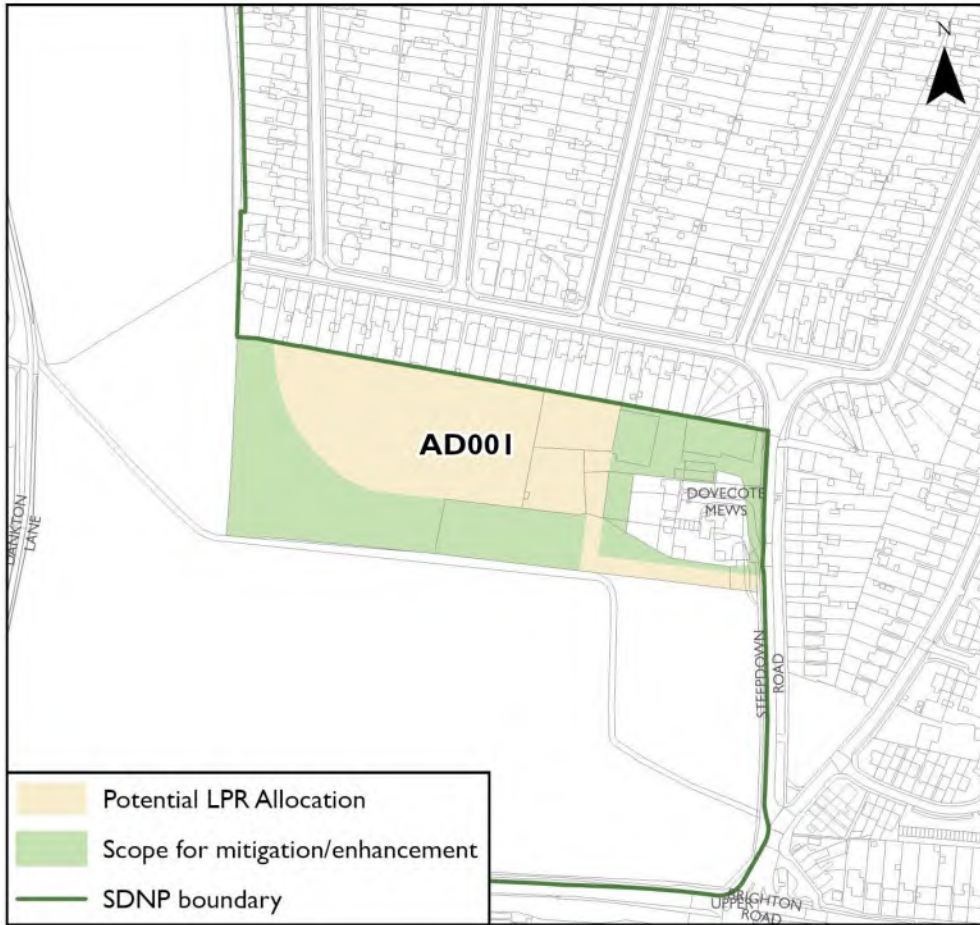 N
AD001
DOVECOTE
MEWS
DANKTON
LANE
STEEPDOWN
ROAD
Potential LPR Allocation
Scope for mitigation/enhancement
SDNP boundary
UPPER BRIGHTON
ROAD